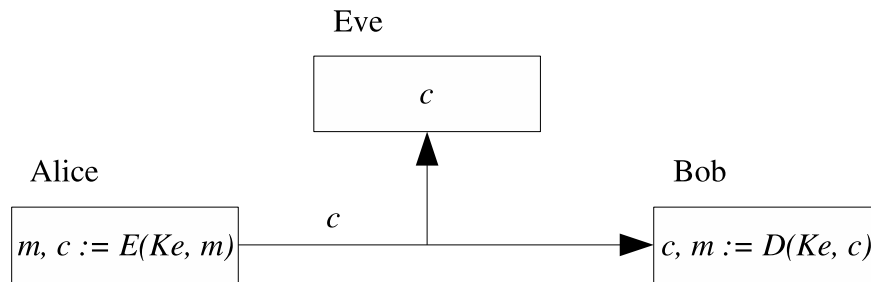 Eve
c
Alice
Bob
c
m, c := E(Ke, m)
c, m := D(Ke, c)